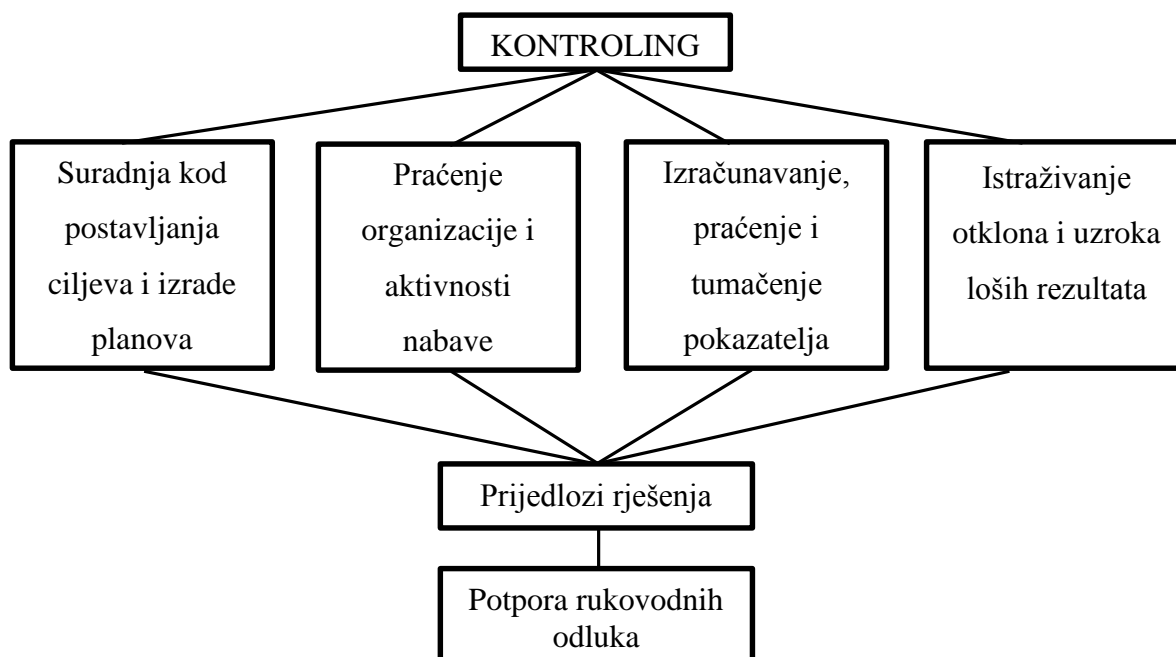 KONTROLING
Suradnja kod
postavljanja
ciljeva i izrade
planova
Praćenje
organizacije i
aktivnosti
nabave
Izračunavanje,
praćenje i
tumačenje
pokazatelja
Istraživanje
otklona i uzroka
loših rezultata
Prijedlozi rješenja
Potpora rukovodnih
odluka